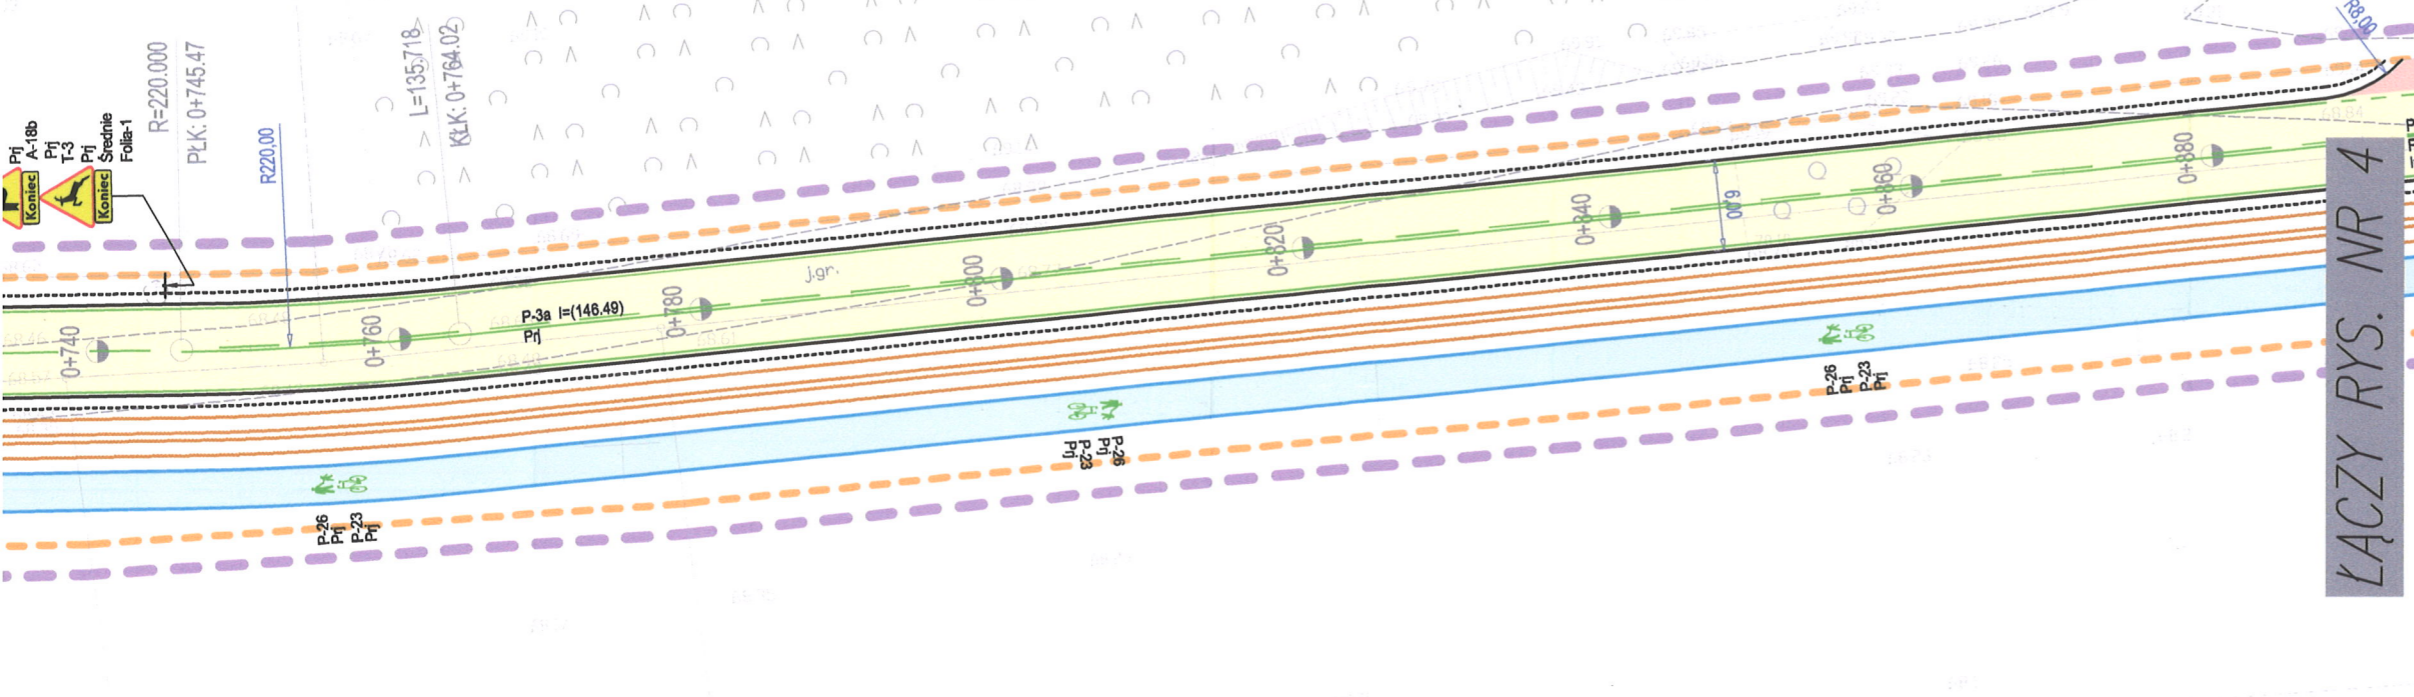 Prj
A-18b
Prj
T-3
Prj
Średnie
Folia-1
Koniec
Koniec
R=220.000
PŁK: 0+745.47
R220,00
L=135.718
KŁK: 0+764.02
R8,00
0+740
0+760
0+780
0+800
0+820
0+840
0+860
0+880
P-3a l=(146.49)
Prj
j.gr.
6,00
P-26
Prj
P-23
Prj
P-26
Prj
P-23
Prj
P-26
Prj
P-23
Prj
ŁĄCZY RYS. NR 4